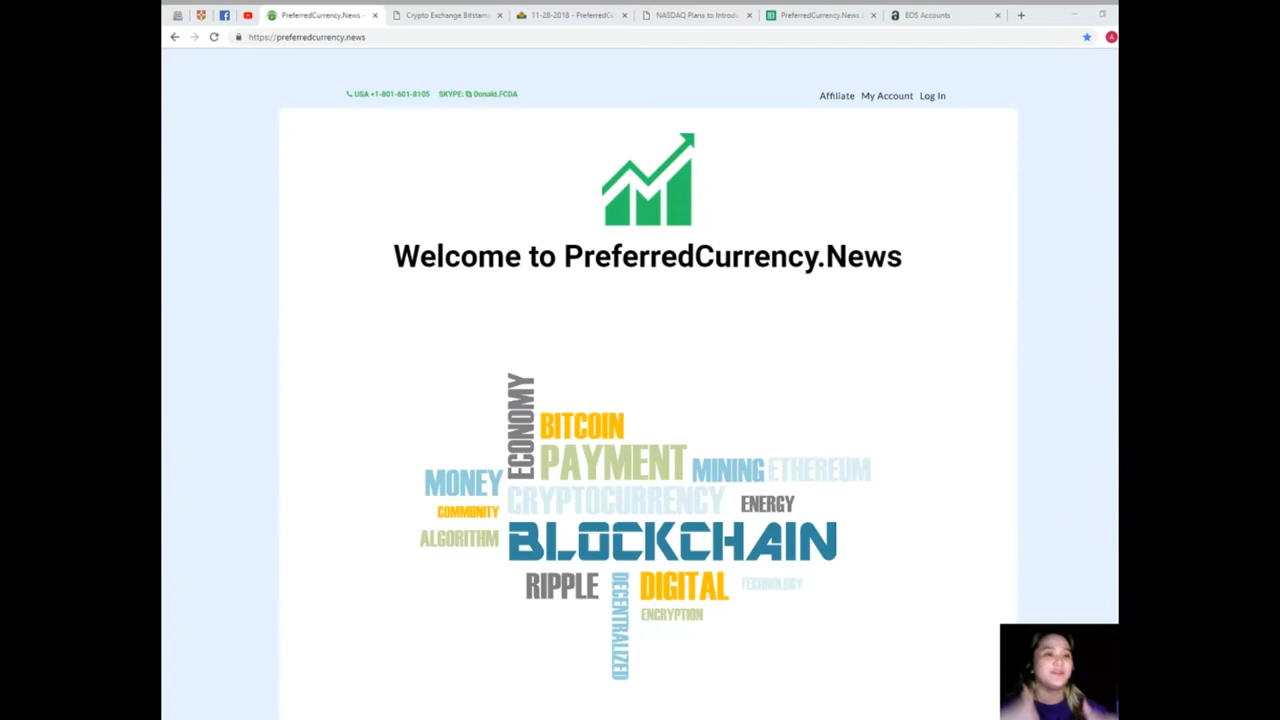 PreferredCurrency.News -
Crypto Exchange Bitstamp
11-28-2018 - PreferredC
NASDAQ Plans to Introdu
PreferredCurrency.News
EOS Accounts
https://preferredcurrency.news
A
USA +1-801-601-8105 SKYPE: Donald.FCDA
Affiliate My Account Log In
Welcome to PreferredCurrency.News
ECONOMY
BITCOIN
PAYMENT
MONEY
MINING
ETHEREUM
CRYPTOCURRENCY
ENERGY
COMMUNITY
ALGORITHM
BLOCKCHAIN
RIPPLE
DECENTRALIZED
DIGITAL
TECHNOLOGY
ENCRYPTION